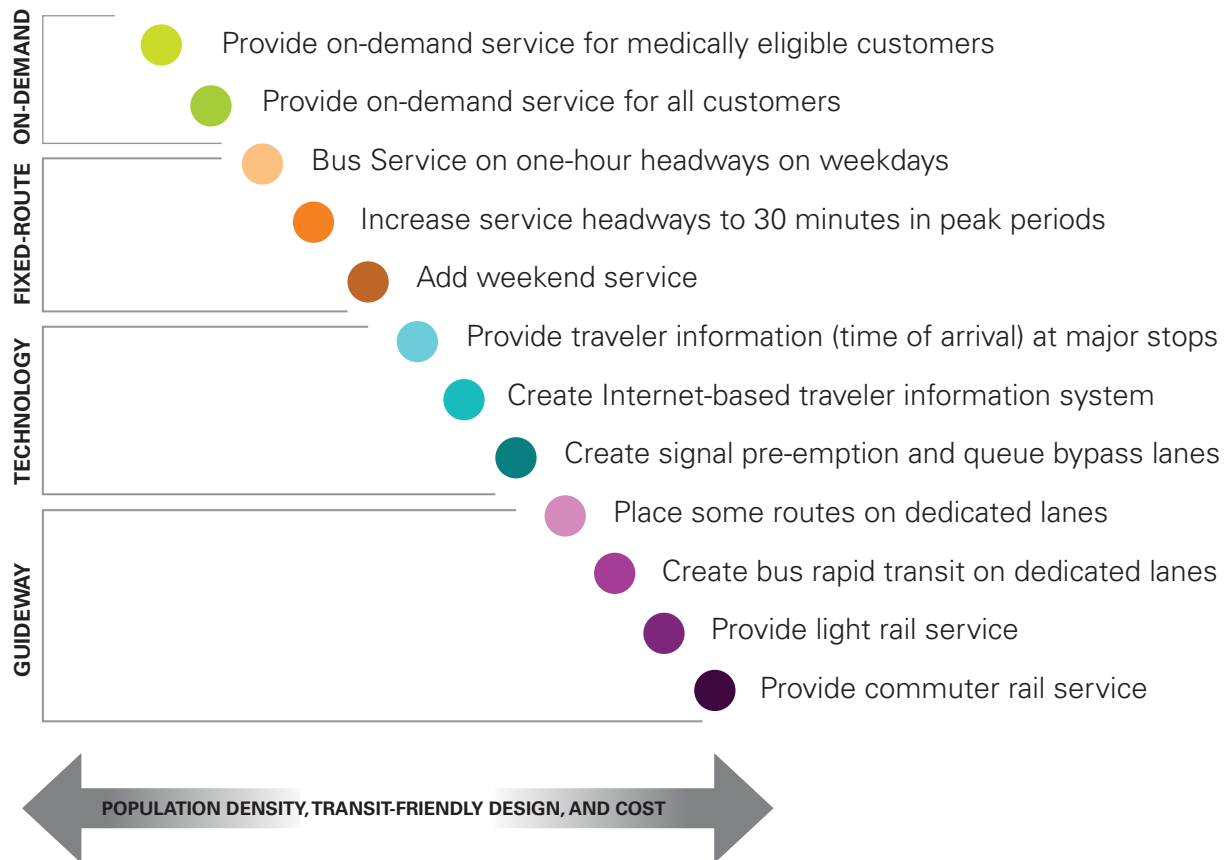 ON-DEMAND
Provide on-demand service for medically eligible customers
Provide on-demand service for all customers
FIXED-ROUTE
Bus Service on one-hour headways on weekdays
Increase service headways to 30 minutes in peak periods
Add weekend service
TECHNOLOGY
Provide traveler information (time of arrival) at major stops
Create Internet-based traveler information system
Create signal pre-emption and queue bypass lanes
GUIDEWAY
Place some routes on dedicated lanes
Create bus rapid transit on dedicated lanes
Provide light rail service
Provide commuter rail service
POPULATION DENSITY, TRANSIT-FRIENDLY DESIGN, AND COST